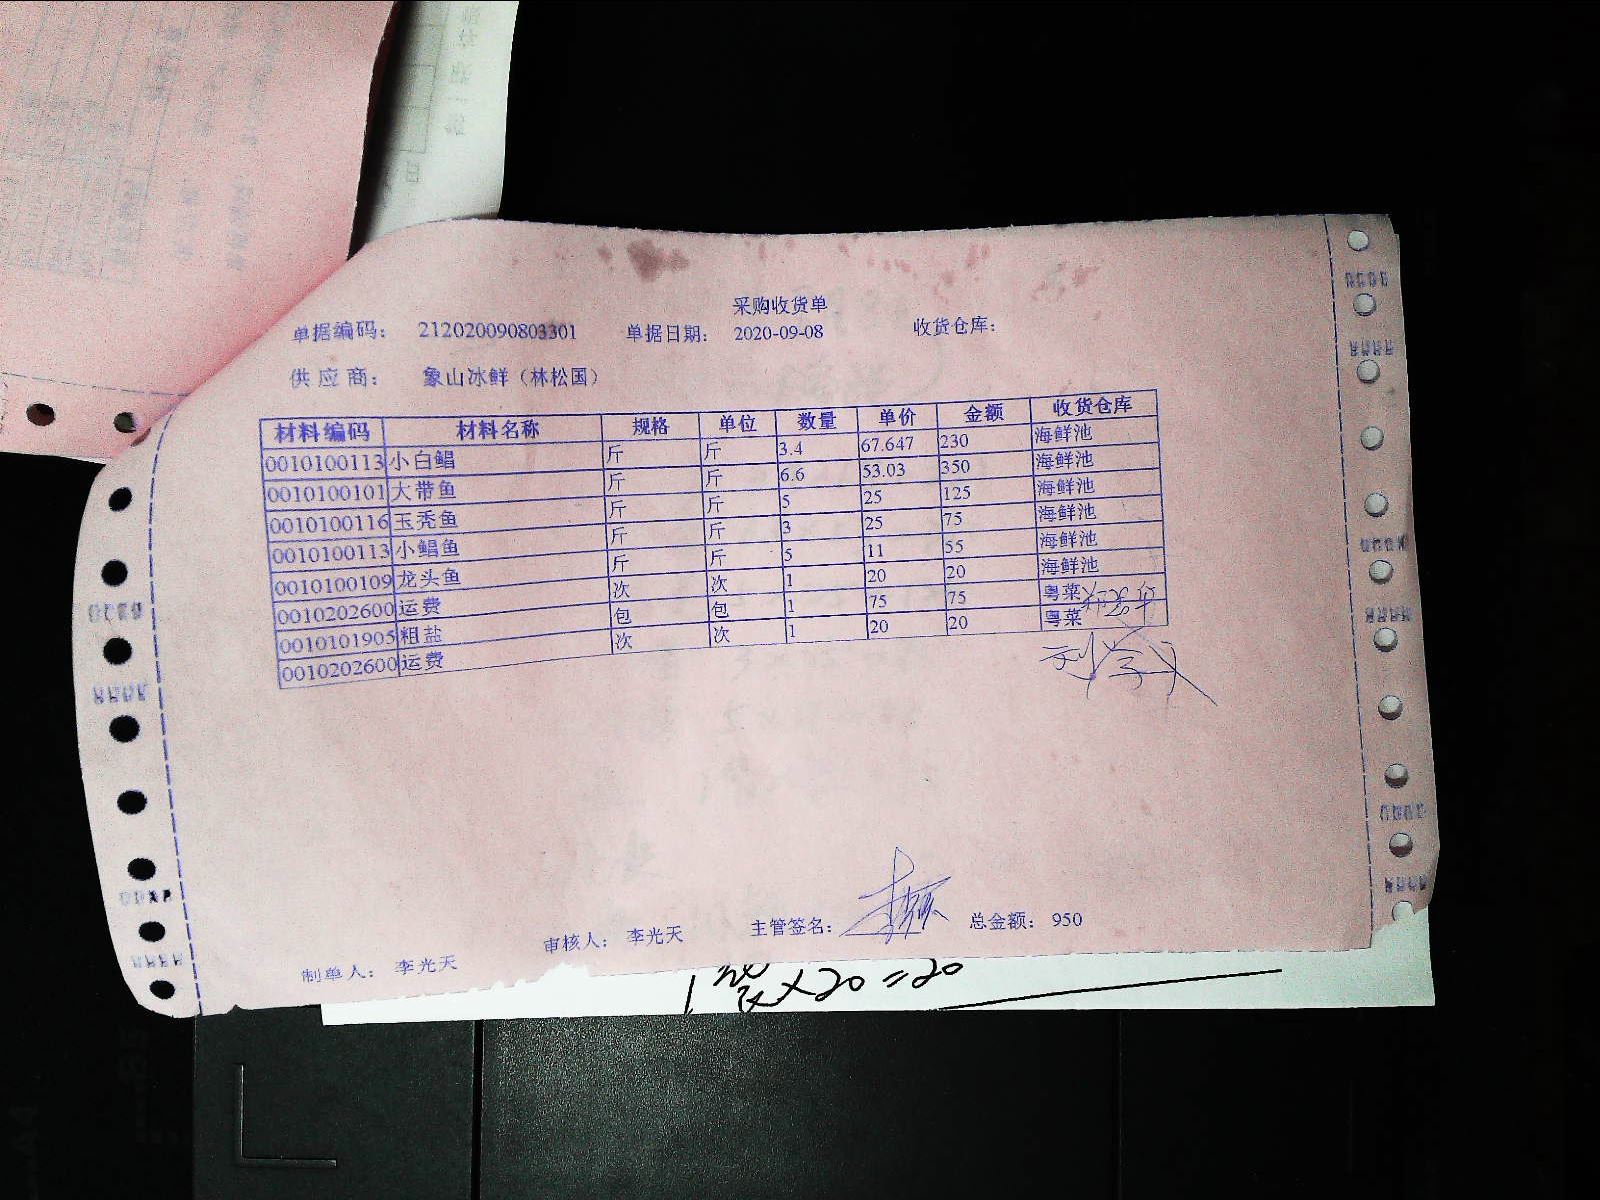 采购收货单
单据编码: 212020090803301 单据日期: 2020-09-08 收货仓库:
供应商: 象山冰鲜（林松国）
材料编码 材料名称 规格 单位 数量 单价 金额 收货仓库
0010100113 小白鲳 斤 斤 3.4 67.647 230 海鲜池
0010100101 大带鱼 斤 斤 6.6 53.03 350 海鲜池
0010100116 玉秃鱼 斤 斤 5 25 125 海鲜池
0010100113 小鲳鱼 斤 斤 3 25 75 海鲜池
0010100109 龙头鱼 斤 斤 5 11 55 海鲜池
0010202600 运费 次 次 1 20 20 海鲜池
0010101905 粗盐 包 包 1 75 75 粤菜
0010202600 运费 次 次 1 20 20 粤菜
制单人: 李光天 审核人: 李光天 主管签名: 总金额: 950
×20=20